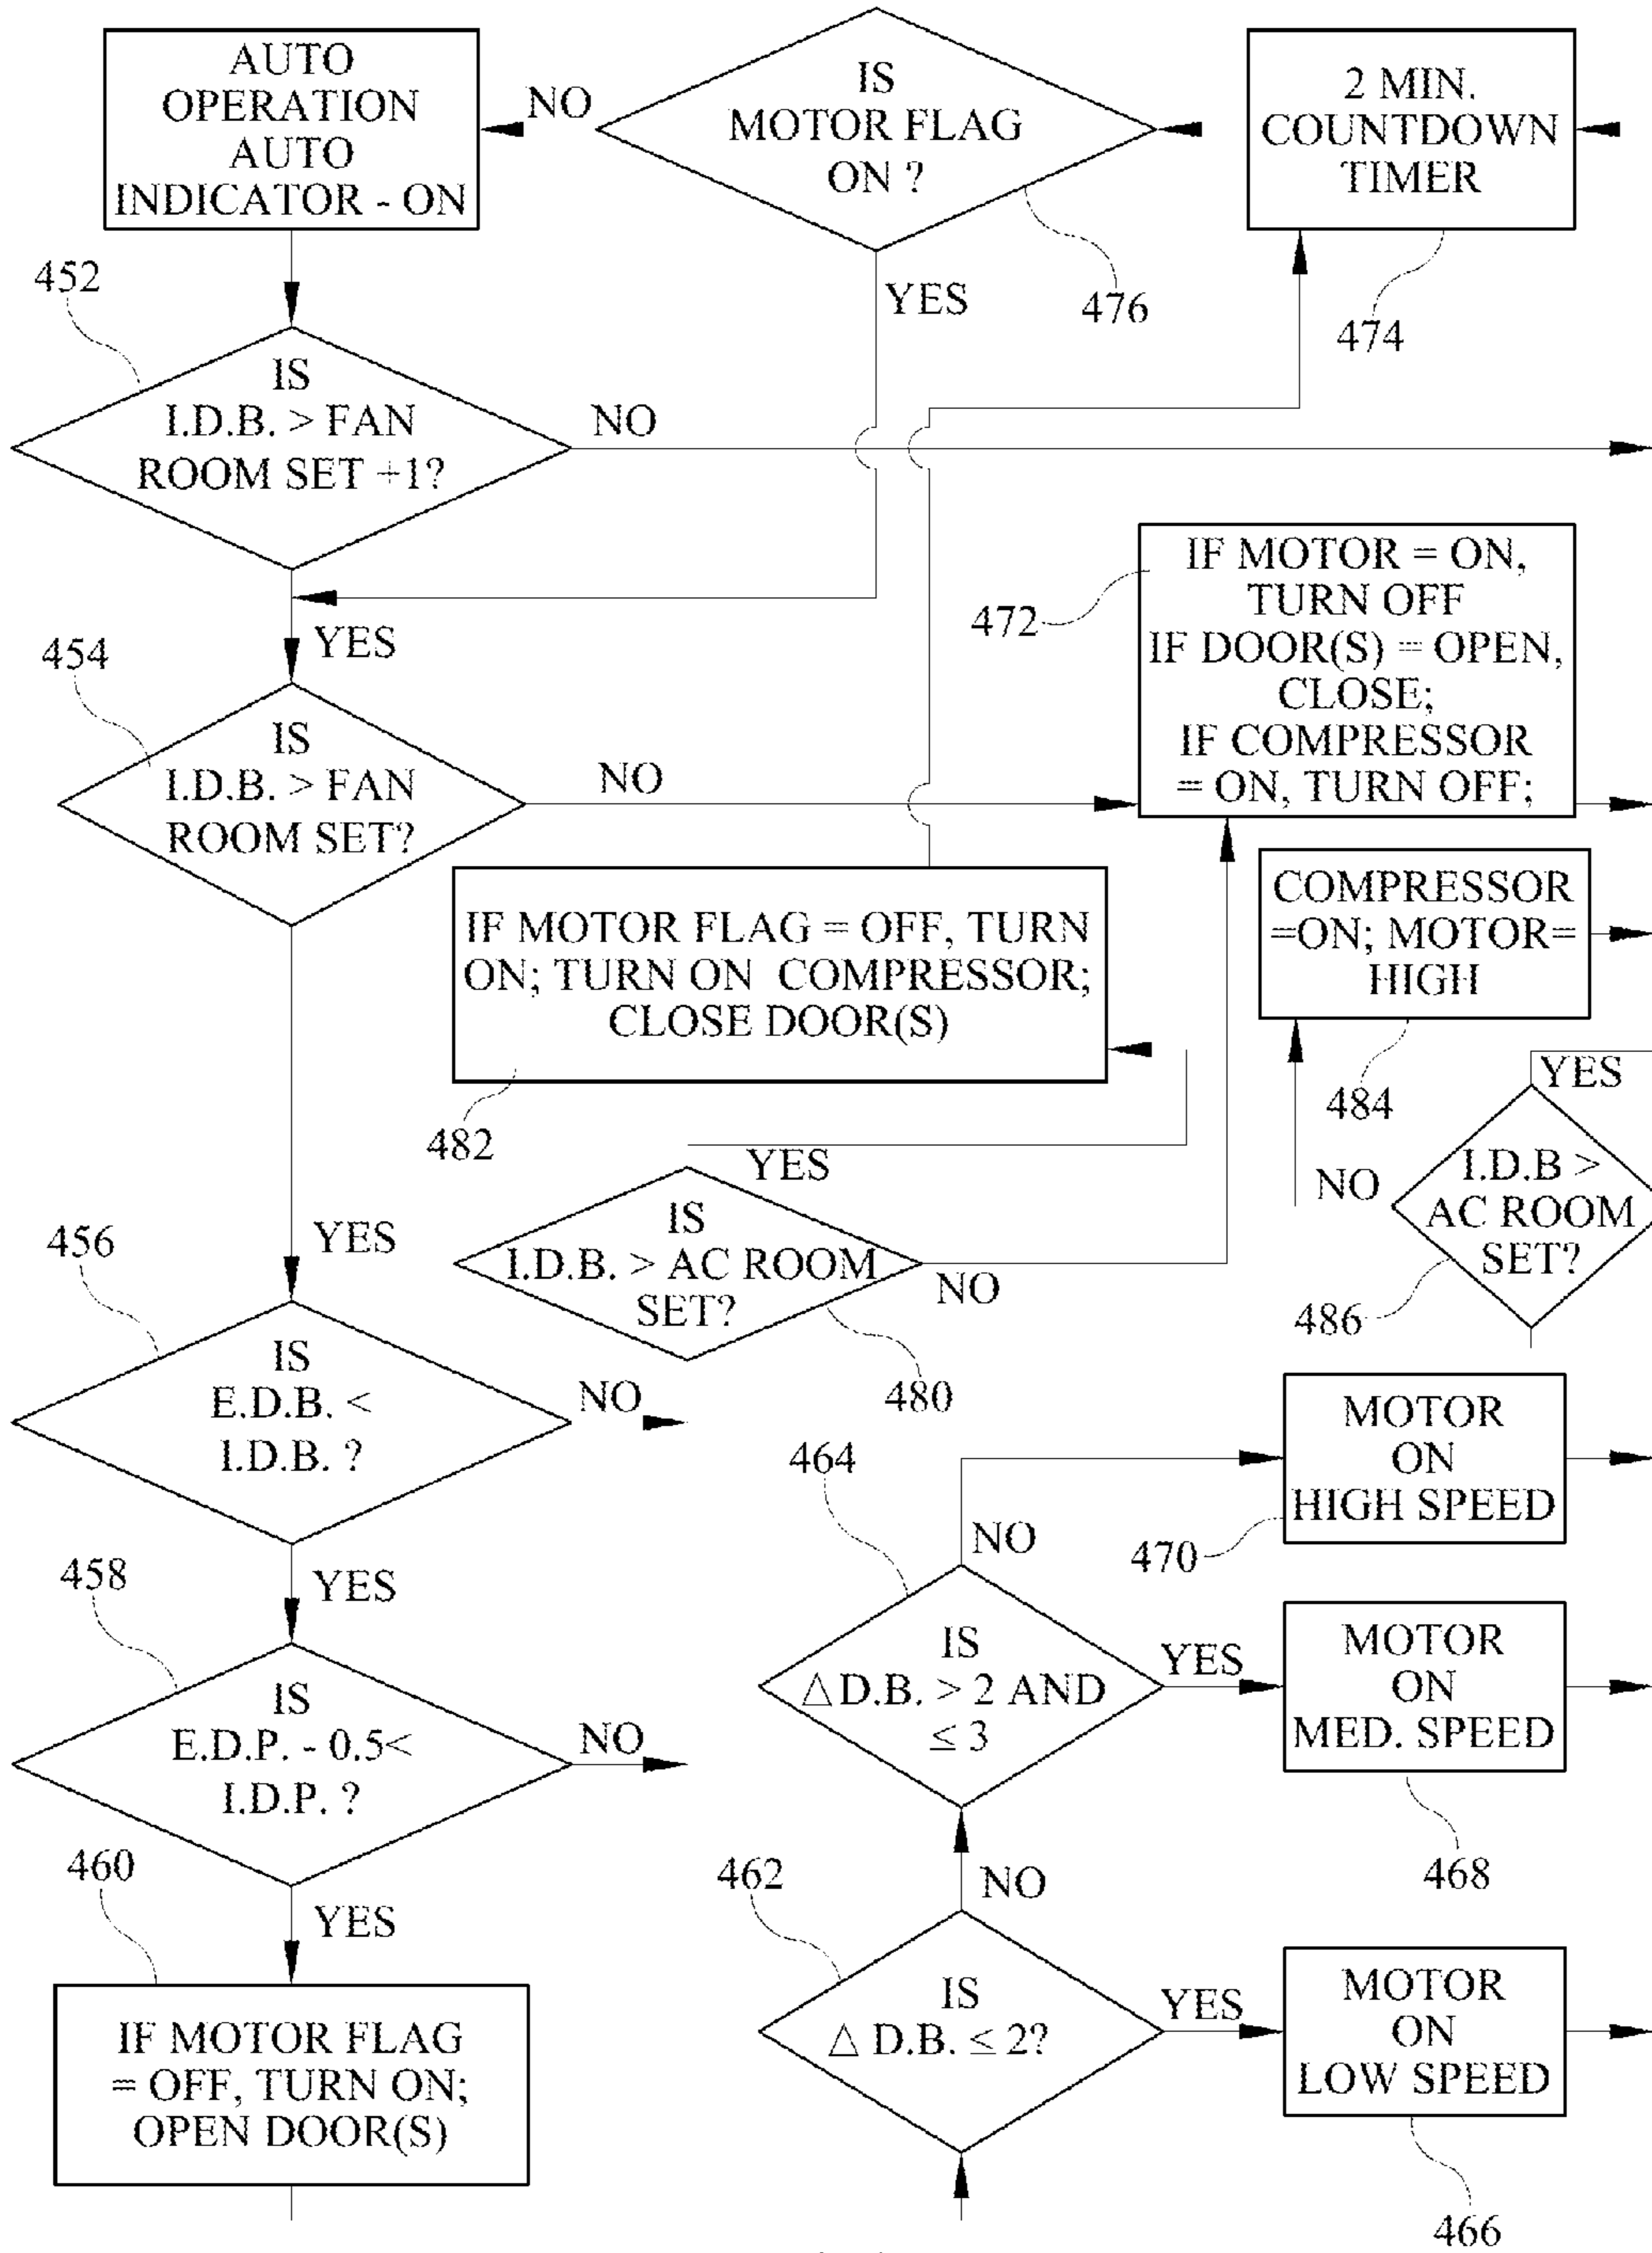 AUTO
OPERATION
AUTO
INDICATOR - ON
NO
IS
MOTOR FLAG
ON ?
2 MIN.
COUNTDOWN
TIMER
452
YES
476
474
IS
I.D.B. > FAN
ROOM SET +1?
NO
454
YES
472
IF MOTOR = ON,
TURN OFF
IF DOOR(S) = OPEN,
CLOSE;
IF COMPRESSOR
= ON, TURN OFF;
IS
I.D.B. > FAN
ROOM SET?
NO
IF MOTOR FLAG = OFF, TURN
ON; TURN ON COMPRESSOR;
CLOSE DOOR(S)
COMPRESSOR
=ON; MOTOR=
HIGH
482
484
YES
YES
I.D.B >
AC ROOM
SET?
NO
486
456
YES
IS
I.D.B. > AC ROOM
SET?
NO
480
IS
E.D.B. <
I.D.B. ?
NO
464
NO
MOTOR
ON
HIGH SPEED
470
458
YES
IS
E.D.P. - 0.5<
I.D.P. ?
NO
IS
△ D.B. > 2 AND
≤ 3
YES
MOTOR
ON
MED. SPEED
468
460
YES
462
NO
IF MOTOR FLAG
= OFF, TURN ON;
OPEN DOOR(S)
IS
△ D.B. ≤ 2?
YES
MOTOR
ON
LOW SPEED
466